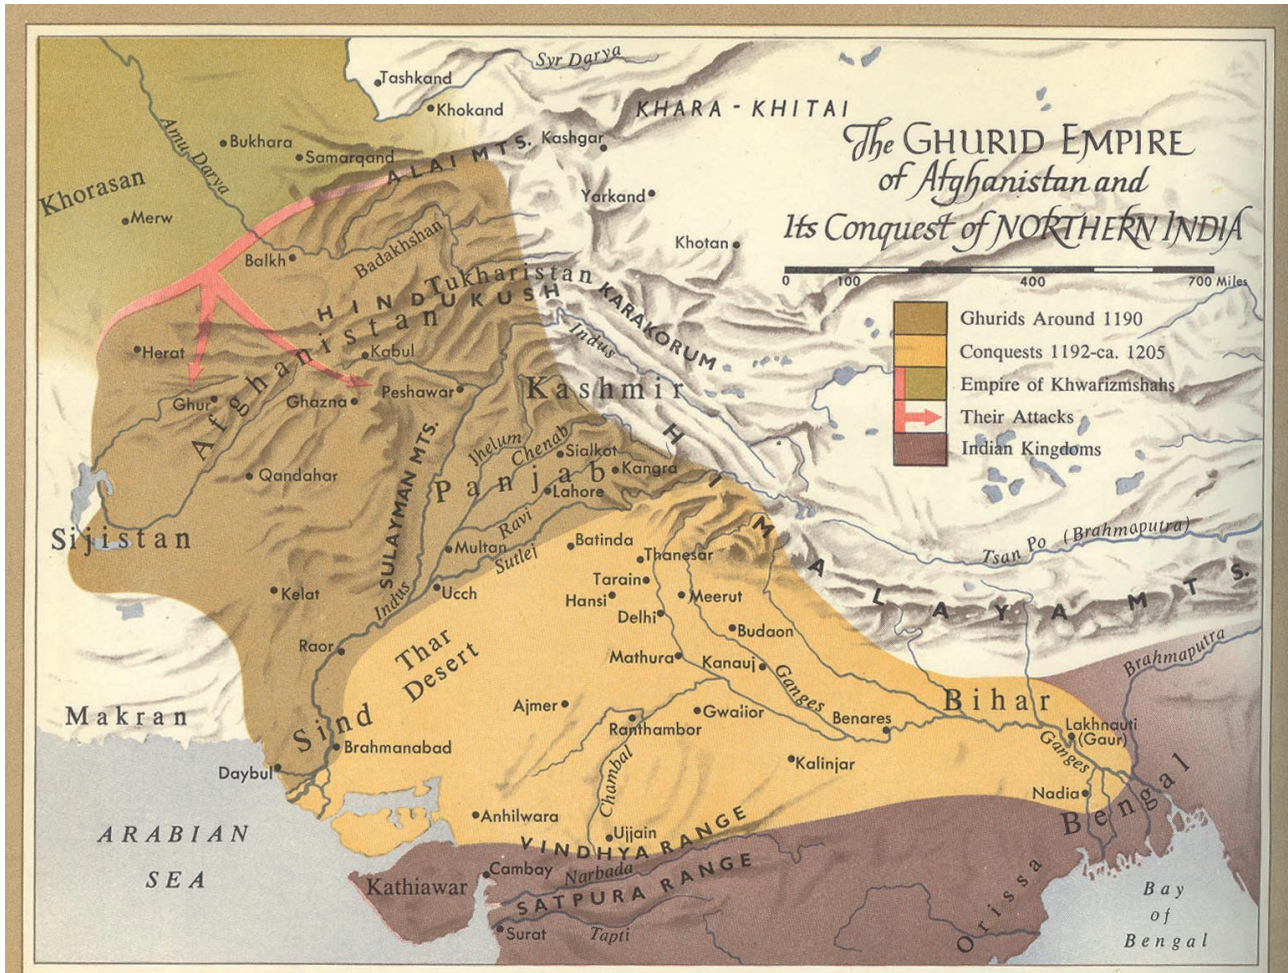 The GHURID EMPIRE
of Afghanistan and
Its Conquest of NORTHERN INDIA
0 100 400 700 Miles
Ghurids Around 1190
Conquests 1192-ca. 1205
Empire of Khwarizmshahs
Their Attacks
Indian Kingdoms
Syr Darya
Tashkand
Khokand
KHARA - KHITAI
Amu Darya
Bukhara
Samarqand
ALAI MTS.
Kashgar
Khorasan
Merw
Yarkand
Khotan
Balkh
Badakhshan
Tukharistan
HINDUKUSH
KARAKORUM
Indus
Afghanistan
Herat
Kabul
Ghur
Ghazna
Peshawar
Kashmir
Jhelum
Chenab
Sialkot
Kangra
Panjab
Lahore
Ravi
Qandahar
SULAYMAN MTS.
HIMALAYA MTS.
Sijistan
Multan
Sutlej
Batinda
Thanesar
Tsan Po (Brahmaputra)
Kelat
Indus
Ucch
Tarain
Hansi
Meerut
Delhi
Budaon
Raor
Thar
Desert
Mathura
Kanauj
Ganges
Brahmaputra
Makran
Sind
Ajmer
Ranthambor
Gwalior
Benares
Bihar
Lakhnauti
(Gaur)
Ganges
Brahmanabad
Daybul
Chambal
Kalinjar
Nadia
Bengal
ARABIAN
SEA
Anhilwara
Ujjain
VINDHYA RANGE
Kathiawar
Cambay
Narbada
SATPURA RANGE
Surat
Tapti
Orissa
Bay
of
Bengal